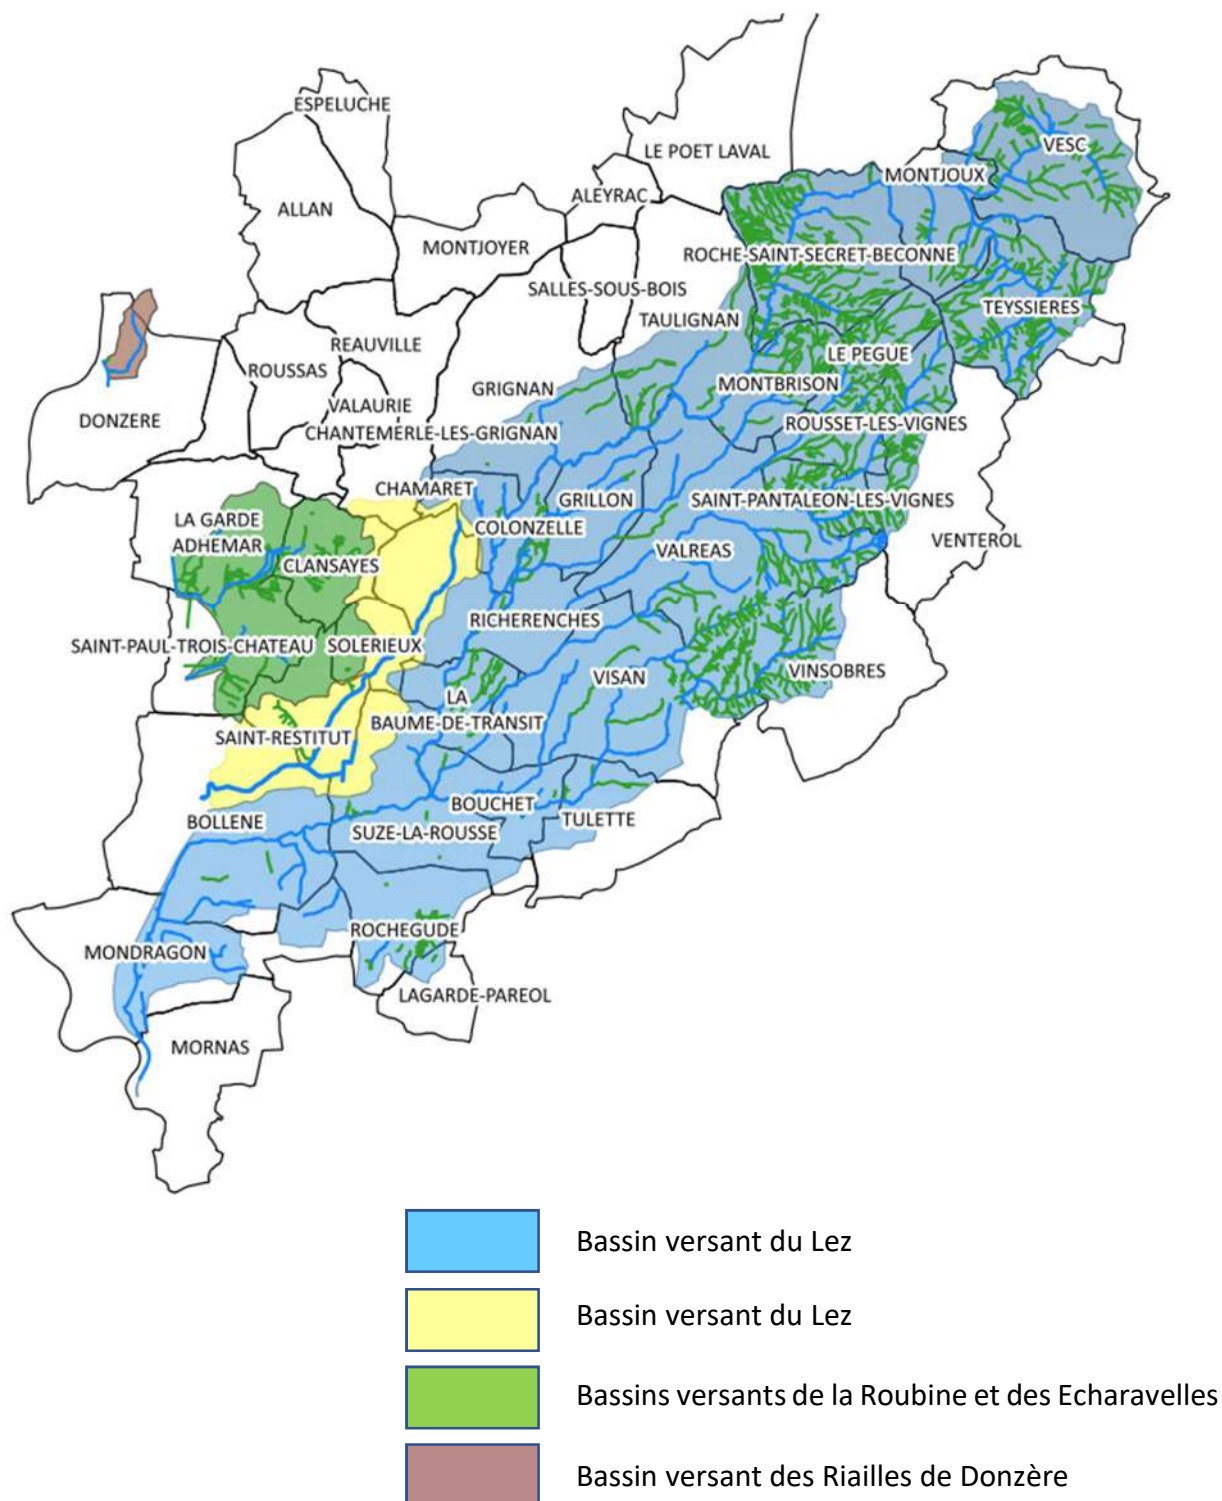 ESPELUCHE
LE POET LAVAL
VESC
MONTJOUX
ALEYRAC
ALLAN
MONTJOYER
ROCHE-SAINT-SECRET-BECONNE
SALLES-SOUS-BOIS
TEYSSIERES
TAULIGNAN
REAUVILLE
LE PEGUE
ROUSSAS
MONTBRISON
GRIGNAN
VALAURIE
DONZERE
ROUSSET-LES-VIGNES
CHANTEMERLE-LES-GRIGNAN
CHAMARET
GRILLON
SAINT-PANTALEON-LES-VIGNES
LA GARDE
ADHEMAR
COLONZELLE
VENTEROL
VALREAS
CLANSAYES
RICHERENCHES
SAINT-PAUL-TROIS-CHATEAU
SOLERIEUX
VISAN
VINSOBRES
LA
BAUME-DE-TRANSIT
SAINT-RESTITUT
BOUCHET
BOLLENE
SUZE-LA-ROUSSE
TULETTE
ROCHEGUDE
MONDRAGON
LAGARDE-PAREOL
MORNAS
Bassin versant du Lez
Bassin versant du Lez
Bassins versants de la Roubine et des Echaravelles
Bassin versant des Riailles de Donzère